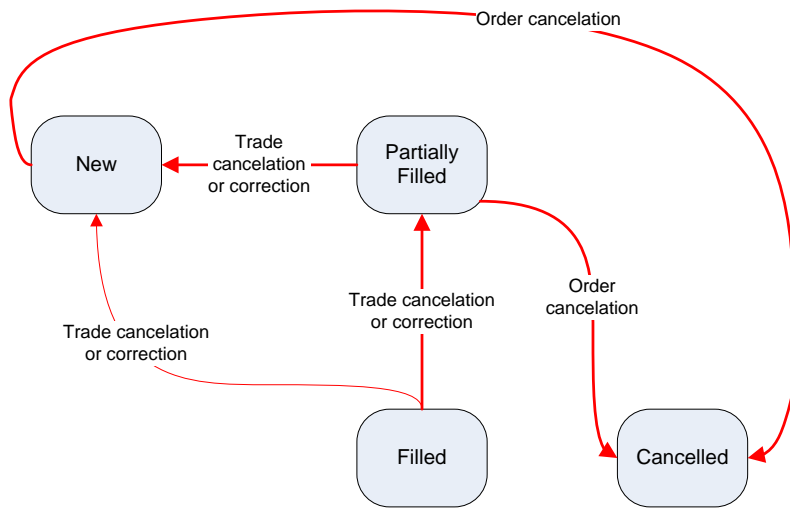 Order cancelation
New
Trade
cancelation
or correction
Partially
Filled
Trade cancelation
or correction
Order
cancelation
Trade cancelation
or correction
Filled
Cancelled